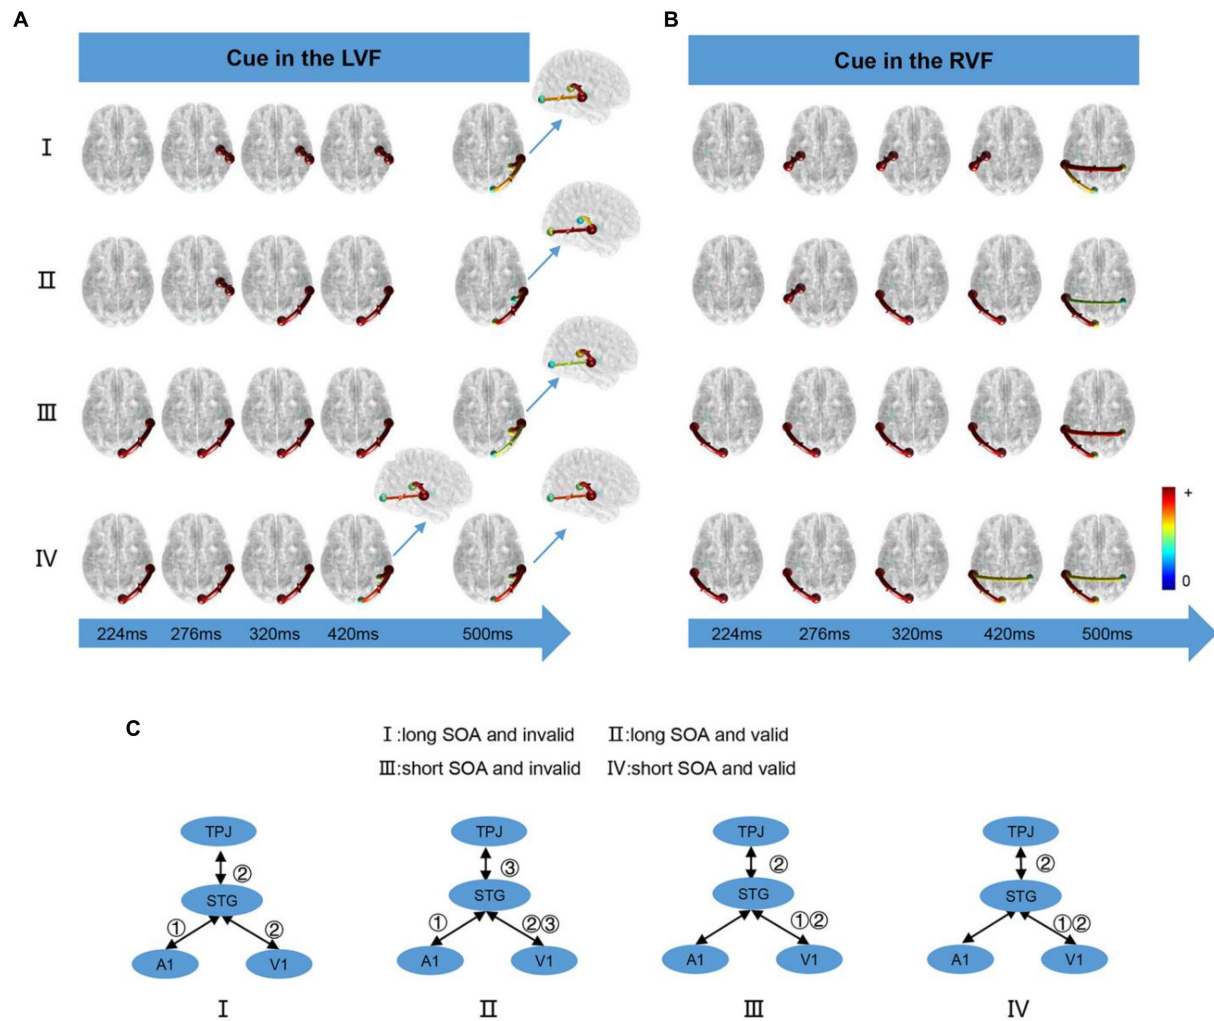 A
B
Cue in the LVF
Cue in the RVF
Ⅰ
Ⅱ
Ⅲ
Ⅳ
+
0
224ms 276ms 320ms 420ms 500ms
224ms 276ms 320ms 420ms 500ms
C
Ⅰ:long SOA and invalid Ⅱ:long SOA and valid
Ⅲ:short SOA and invalid Ⅳ:short SOA and valid
TPJ TPJ TPJ TPJ
② ③ ② ②
STG STG STG STG
① ② ① ②③ ①② ①②
A1 V1 A1 V1 A1 V1 A1 V1
Ⅰ Ⅱ Ⅲ Ⅳ